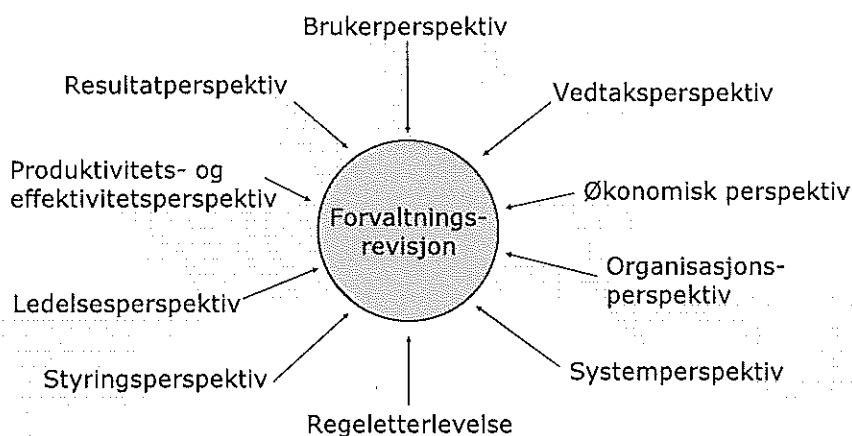 Brukerperspektiv
Resultatperspektiv
Vedtaksperspektiv
Produktivitets- og
effektivitetsperspektiv
Økonomisk perspektiv
Forvaltnings-
revisjon
Organisasjons-
perspektiv
Ledelsesperspektiv
Styringsperspektiv
Systemperspektiv
Regeletterlevelse